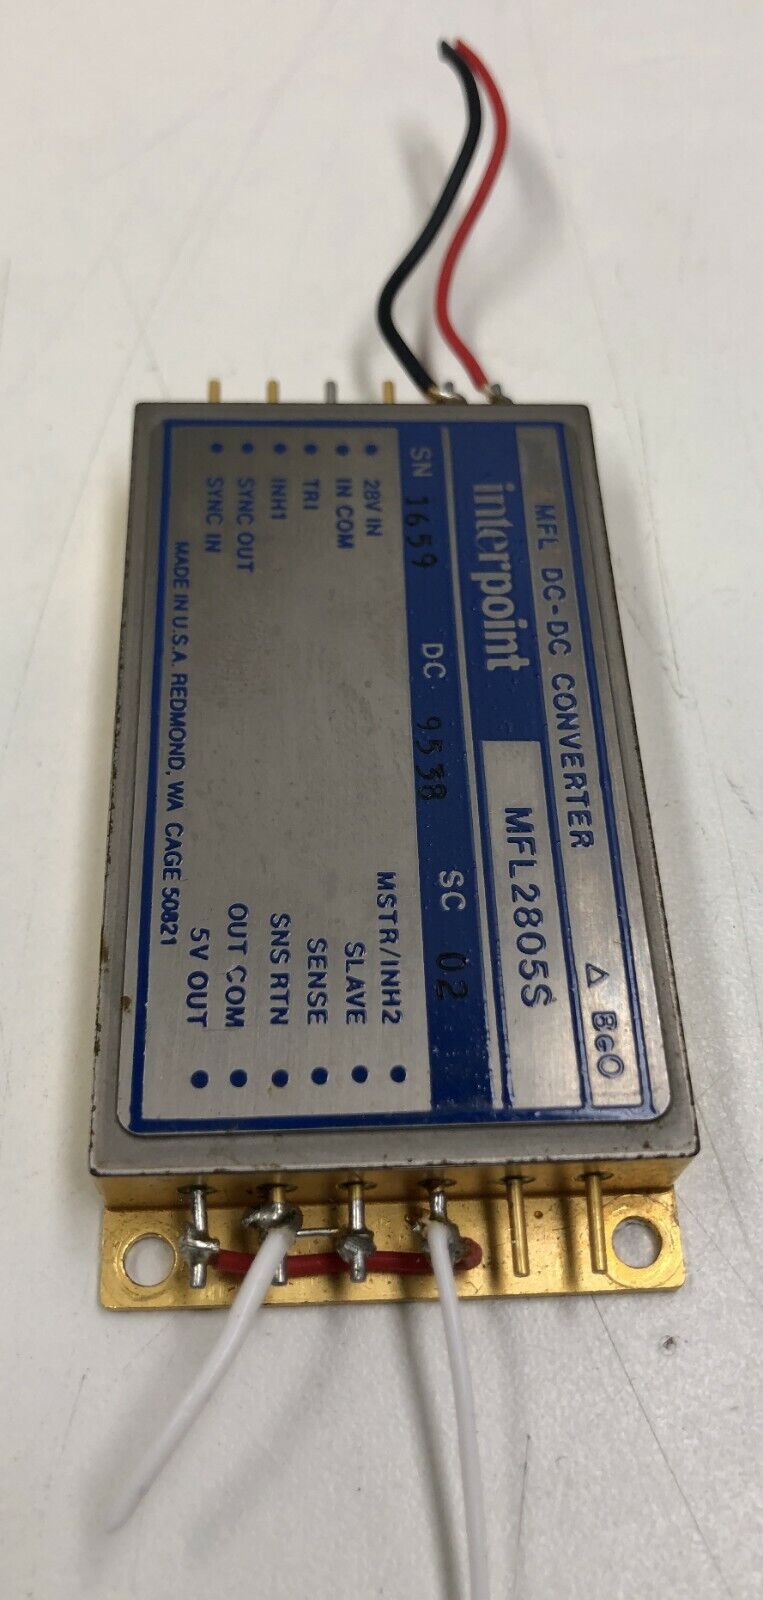 MFL DC-DC CONVERTER △ BeO
interpoint MFL2805S
SN 1659 DC 9538 SC 02
28V IN
IN COM
TRI
INH1
SYNC OUT
SYNC IN
MSTR/INH2
SLAVE
SENSE
SNS RTN
OUT COM
5V OUT
MADE IN U.S.A. REDMOND, WA CAGE 50821